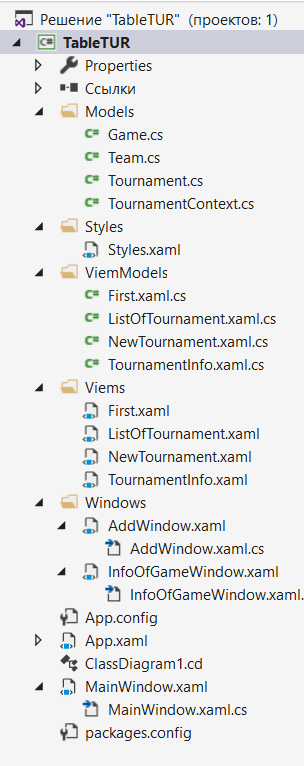 Решение "TableTUR" (проектов: 1)
TableTUR
Properties
Ссылки
Models
Game.cs
Team.cs
Tournament.cs
TournamentContext.cs
Styles
Styles.xaml
ViemModels
First.xaml.cs
ListOfTournament.xaml.cs
NewTournament.xaml.cs
TournamentInfo.xaml.cs
Viems
First.xaml
ListOfTournament.xaml
NewTournament.xaml
TournamentInfo.xaml
Windows
AddWindow.xaml
AddWindow.xaml.cs
InfoOfGameWindow.xaml
InfoOfGameWindow.xaml.
App.config
App.xaml
ClassDiagram1.cd
MainWindow.xaml
MainWindow.xaml.cs
packages.config